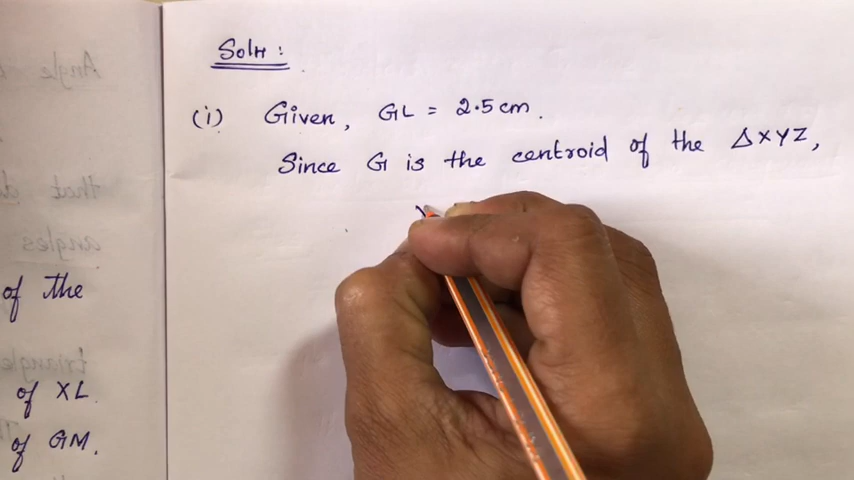 Soln :
(i) Given, GL = 2.5 cm.
Since G is the centroid of the ΔXYZ,
of the
of XL
of GM.